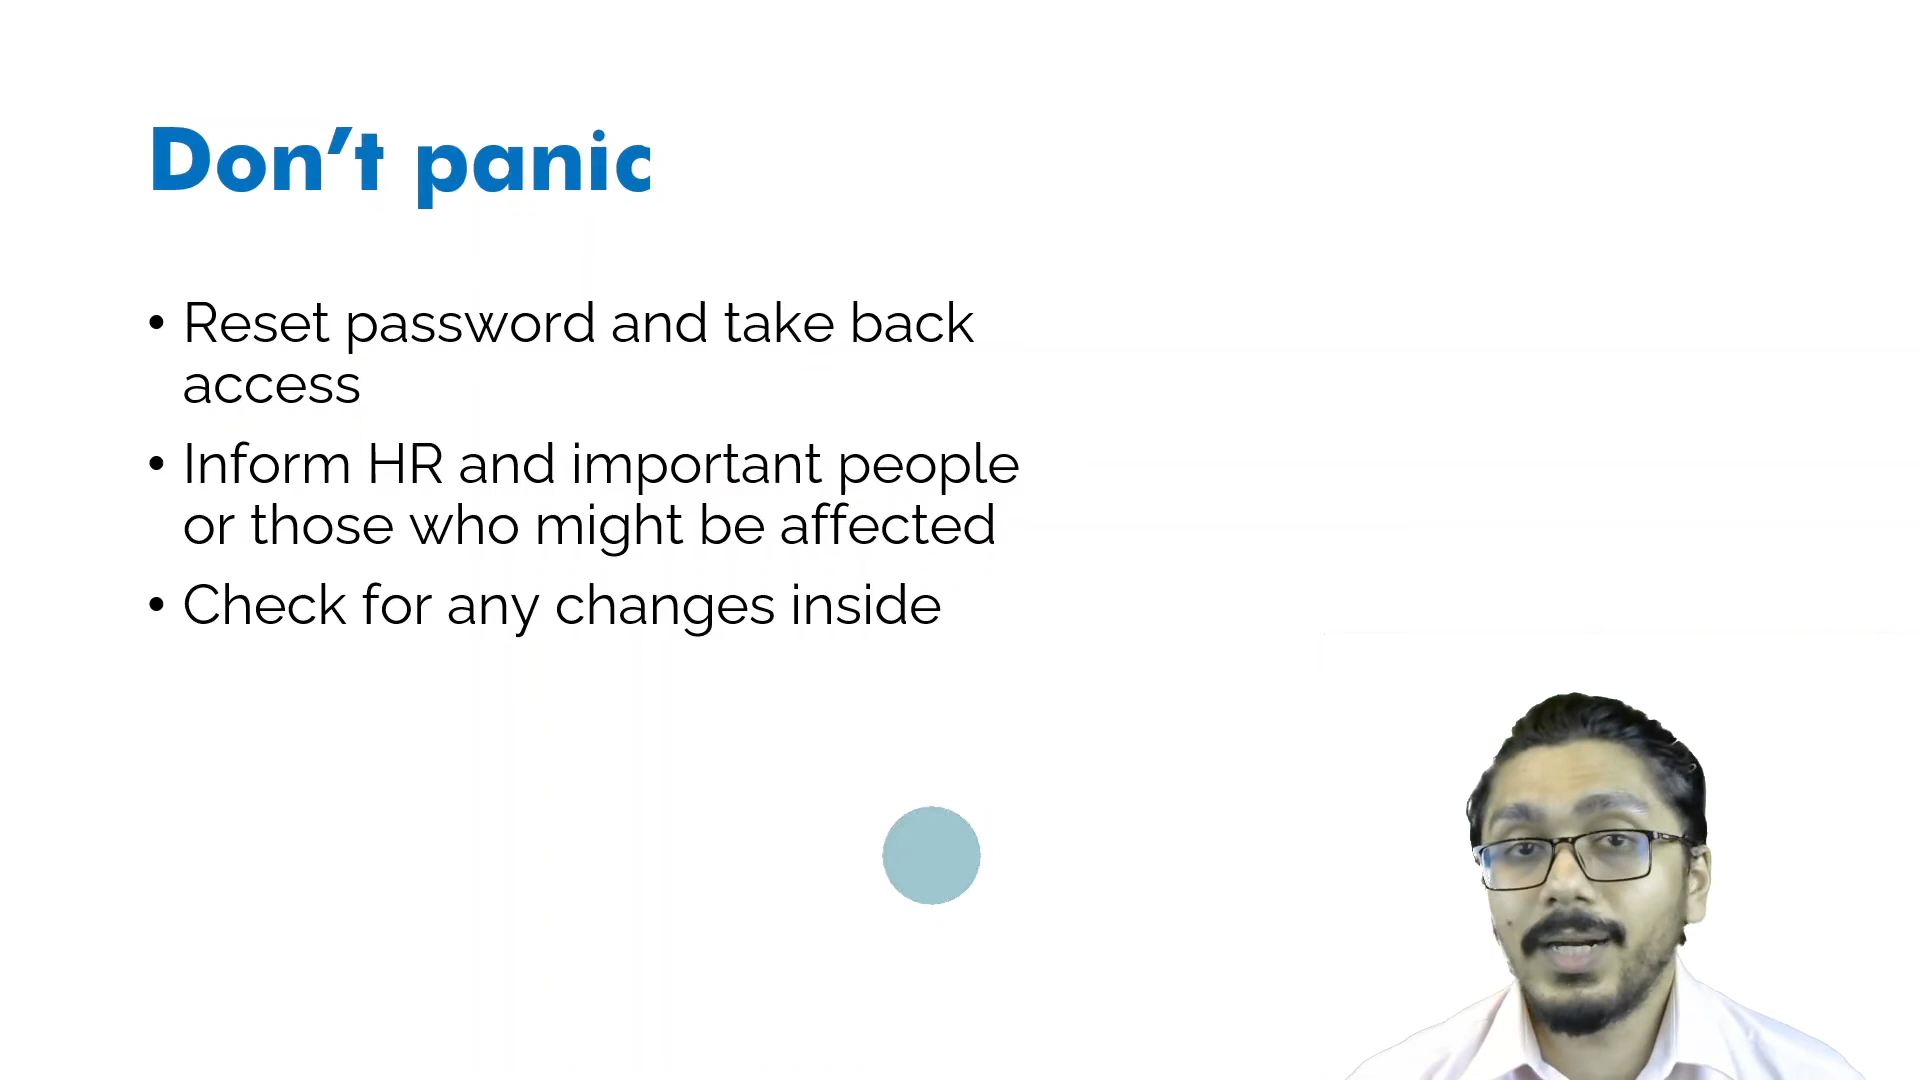 Don’t panic
• Reset password and take back
access
• Inform HR and important people
or those who might be affected
• Check for any changes inside